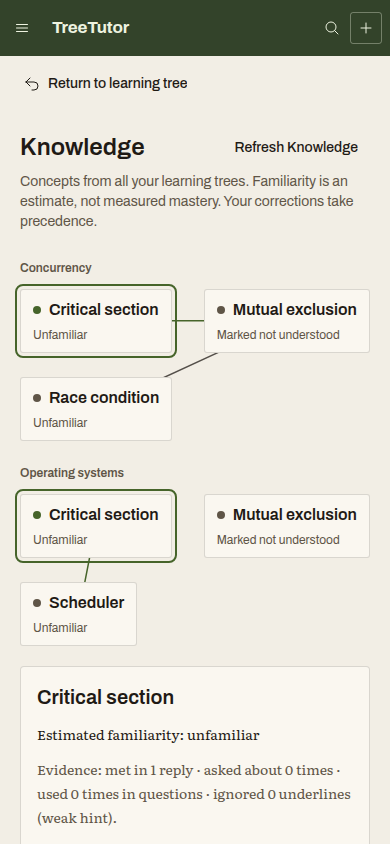 TreeTutor
Return to learning tree
Knowledge
Refresh Knowledge
Concepts from all your learning trees. Familiarity is an
estimate, not measured mastery. Your corrections take
precedence.
Concurrency
Critical section
Unfamiliar
Mutual exclusion
Marked not understood
Race condition
Unfamiliar
Operating systems
Critical section
Unfamiliar
Mutual exclusion
Marked not understood
Scheduler
Unfamiliar
Critical section
Estimated familiarity: unfamiliar
Evidence: met in 1 reply · asked about 0 times ·
used 0 times in questions · ignored 0 underlines
(weak hint).